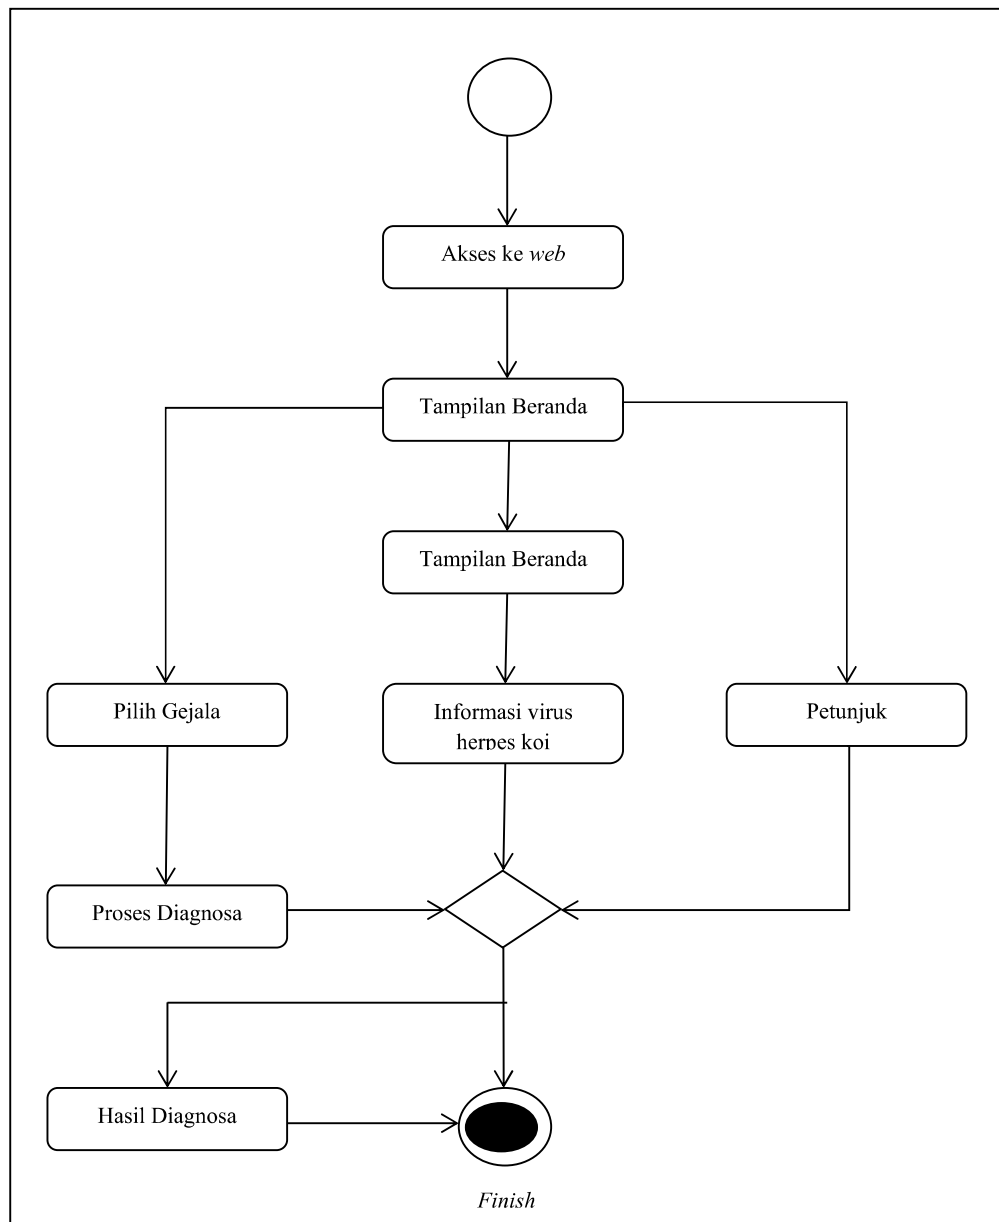 Akses ke web
Tampilan Beranda
Tampilan Beranda
Pilih Gejala
Informasi virus
herpes koi
Petunjuk
Proses Diagnosa
Hasil Diagnosa
Finish